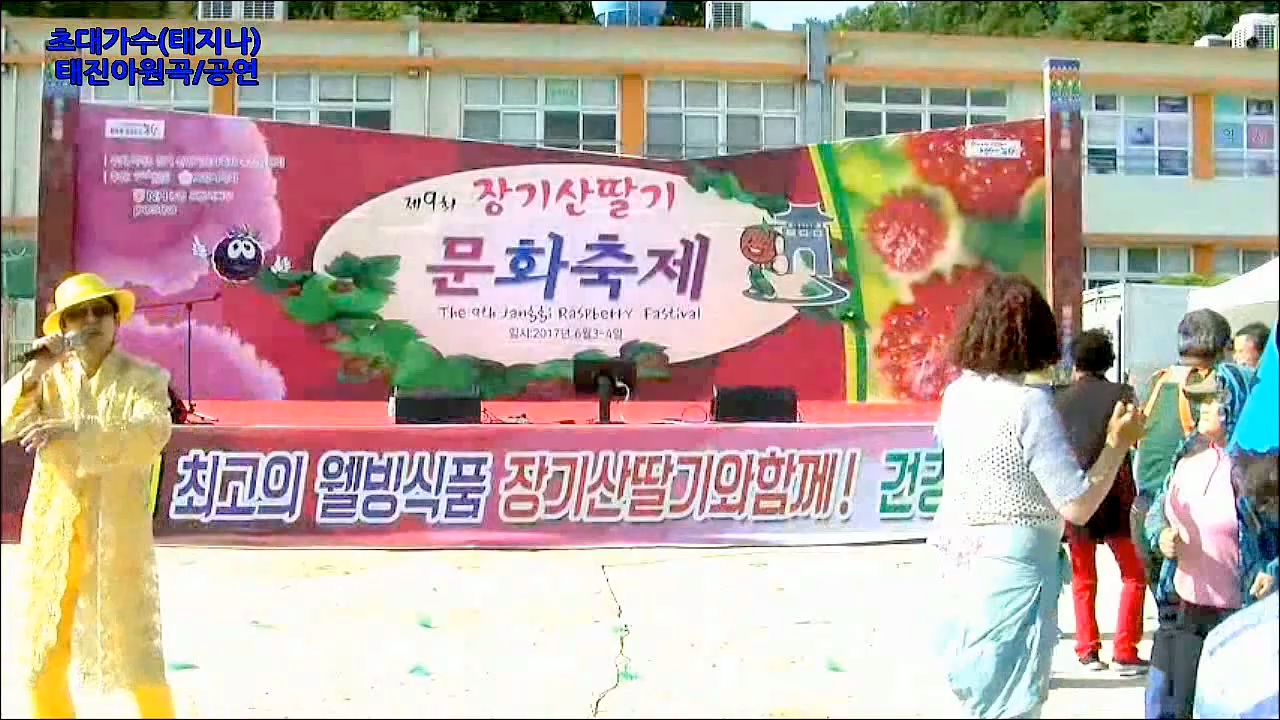 초대가수(태지나)
태진아원곡/공연
제9회 장기산딸기
문화축제
The 9th Janggi Raspberry Fastival
일시:2017년.6월3~4일
최고의 웰빙식품 장기산딸기와함께! 건강